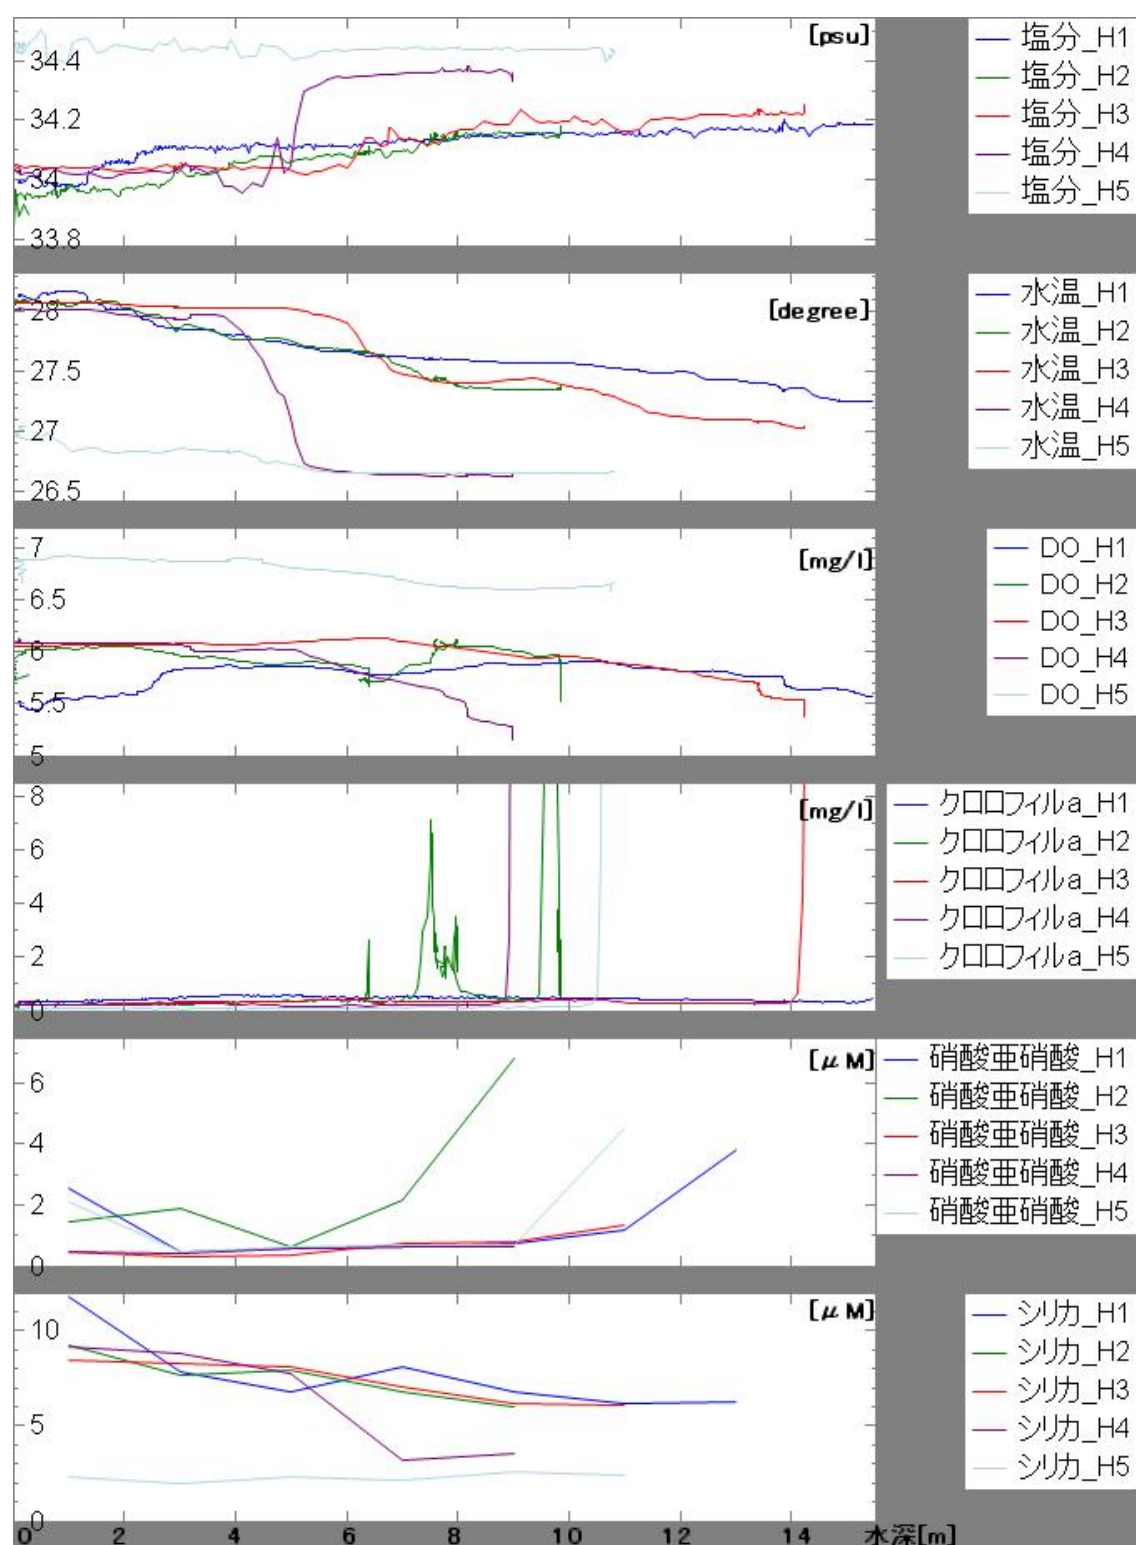 [psu]
34.4
34.2
34
33.8
塩分_H1
塩分_H2
塩分_H3
塩分_H4
塩分_H5
[degree]
28
27.5
27
26.5
水温_H1
水温_H2
水温_H3
水温_H4
水温_H5
[mg/l]
7
6.5
6
5.5
5
DO_H1
DO_H2
DO_H3
DO_H4
DO_H5
[mg/l]
8
6
4
2
0
クロロフィルa_H1
クロロフィルa_H2
クロロフィルa_H3
クロロフィルa_H4
クロロフィルa_H5
[μM]
6
4
2
0
硝酸亜硝酸_H1
硝酸亜硝酸_H2
硝酸亜硝酸_H3
硝酸亜硝酸_H4
硝酸亜硝酸_H5
[μM]
10
5
0
シリカ_H1
シリカ_H2
シリカ_H3
シリカ_H4
シリカ_H5
0 2 4 6 8 10 12 14 水深[m]